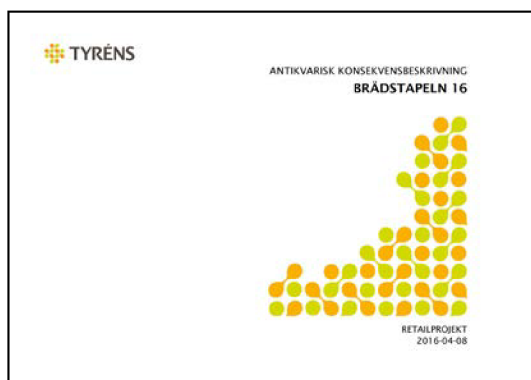 TYRÉNS
ANTIKVARISK KONSEKVENSBESKRIVNING
BRÄDSTAPELN 16
RETAILPROJEKT
2016-04-08